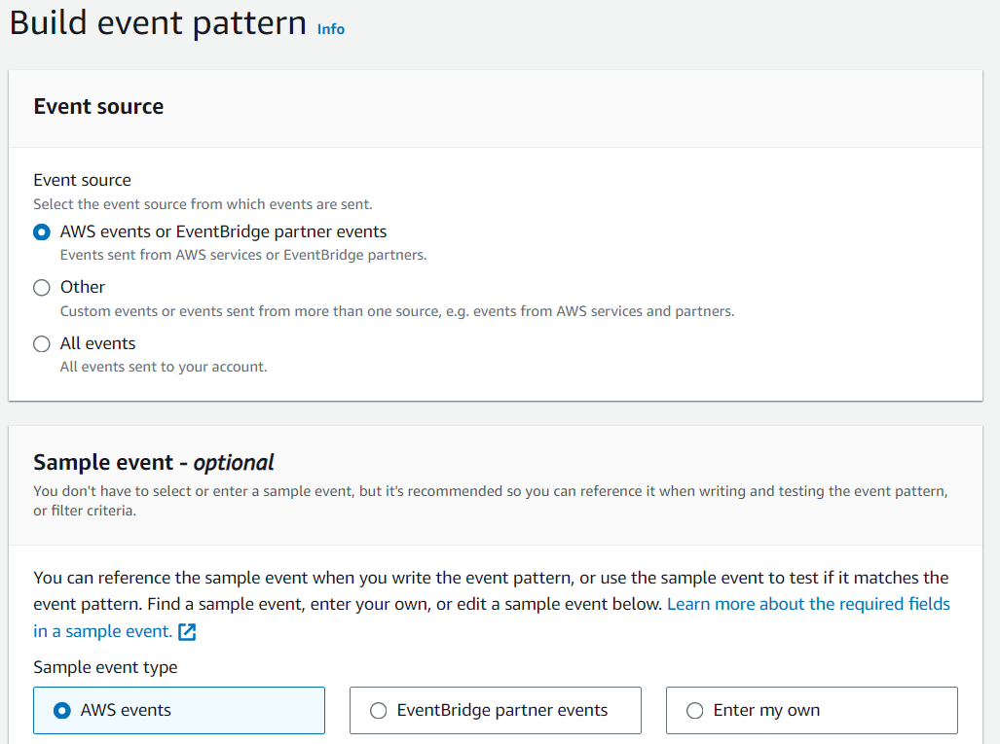 Build event pattern Info
Event source
Event source
Select the event source from which events are sent.
AWS events or EventBridge partner events
Events sent from AWS services or EventBridge partners.
Other
Custom events or events sent from more than one source, e.g. events from AWS services and partners.
All events
All events sent to your account.
Sample event - optional
You don't have to select or enter a sample event, but it's recommended so you can reference it when writing and testing the event pattern,
or filter criteria.
You can reference the sample event when you write the event pattern, or use the sample event to test if it matches the
event pattern. Find a sample event, enter your own, or edit a sample event below. Learn more about the required fields
in a sample event.
Sample event type
AWS events EventBridge partner events Enter my own